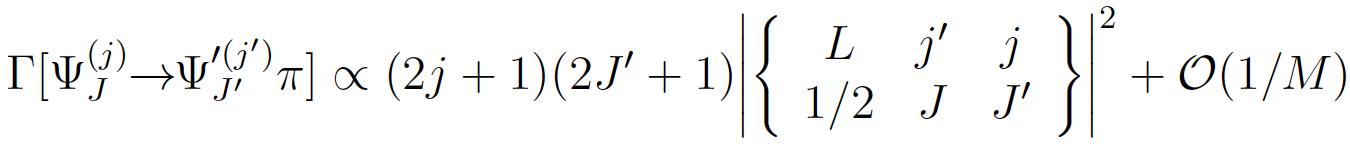 Γ[Ψ_J^{(j)} → Ψ'^{(j')}_{J'} π] ∝ (2j + 1)(2J' + 1) |{ L j' j ; 1/2 J J' }|^2 + 𝒪(1/M)